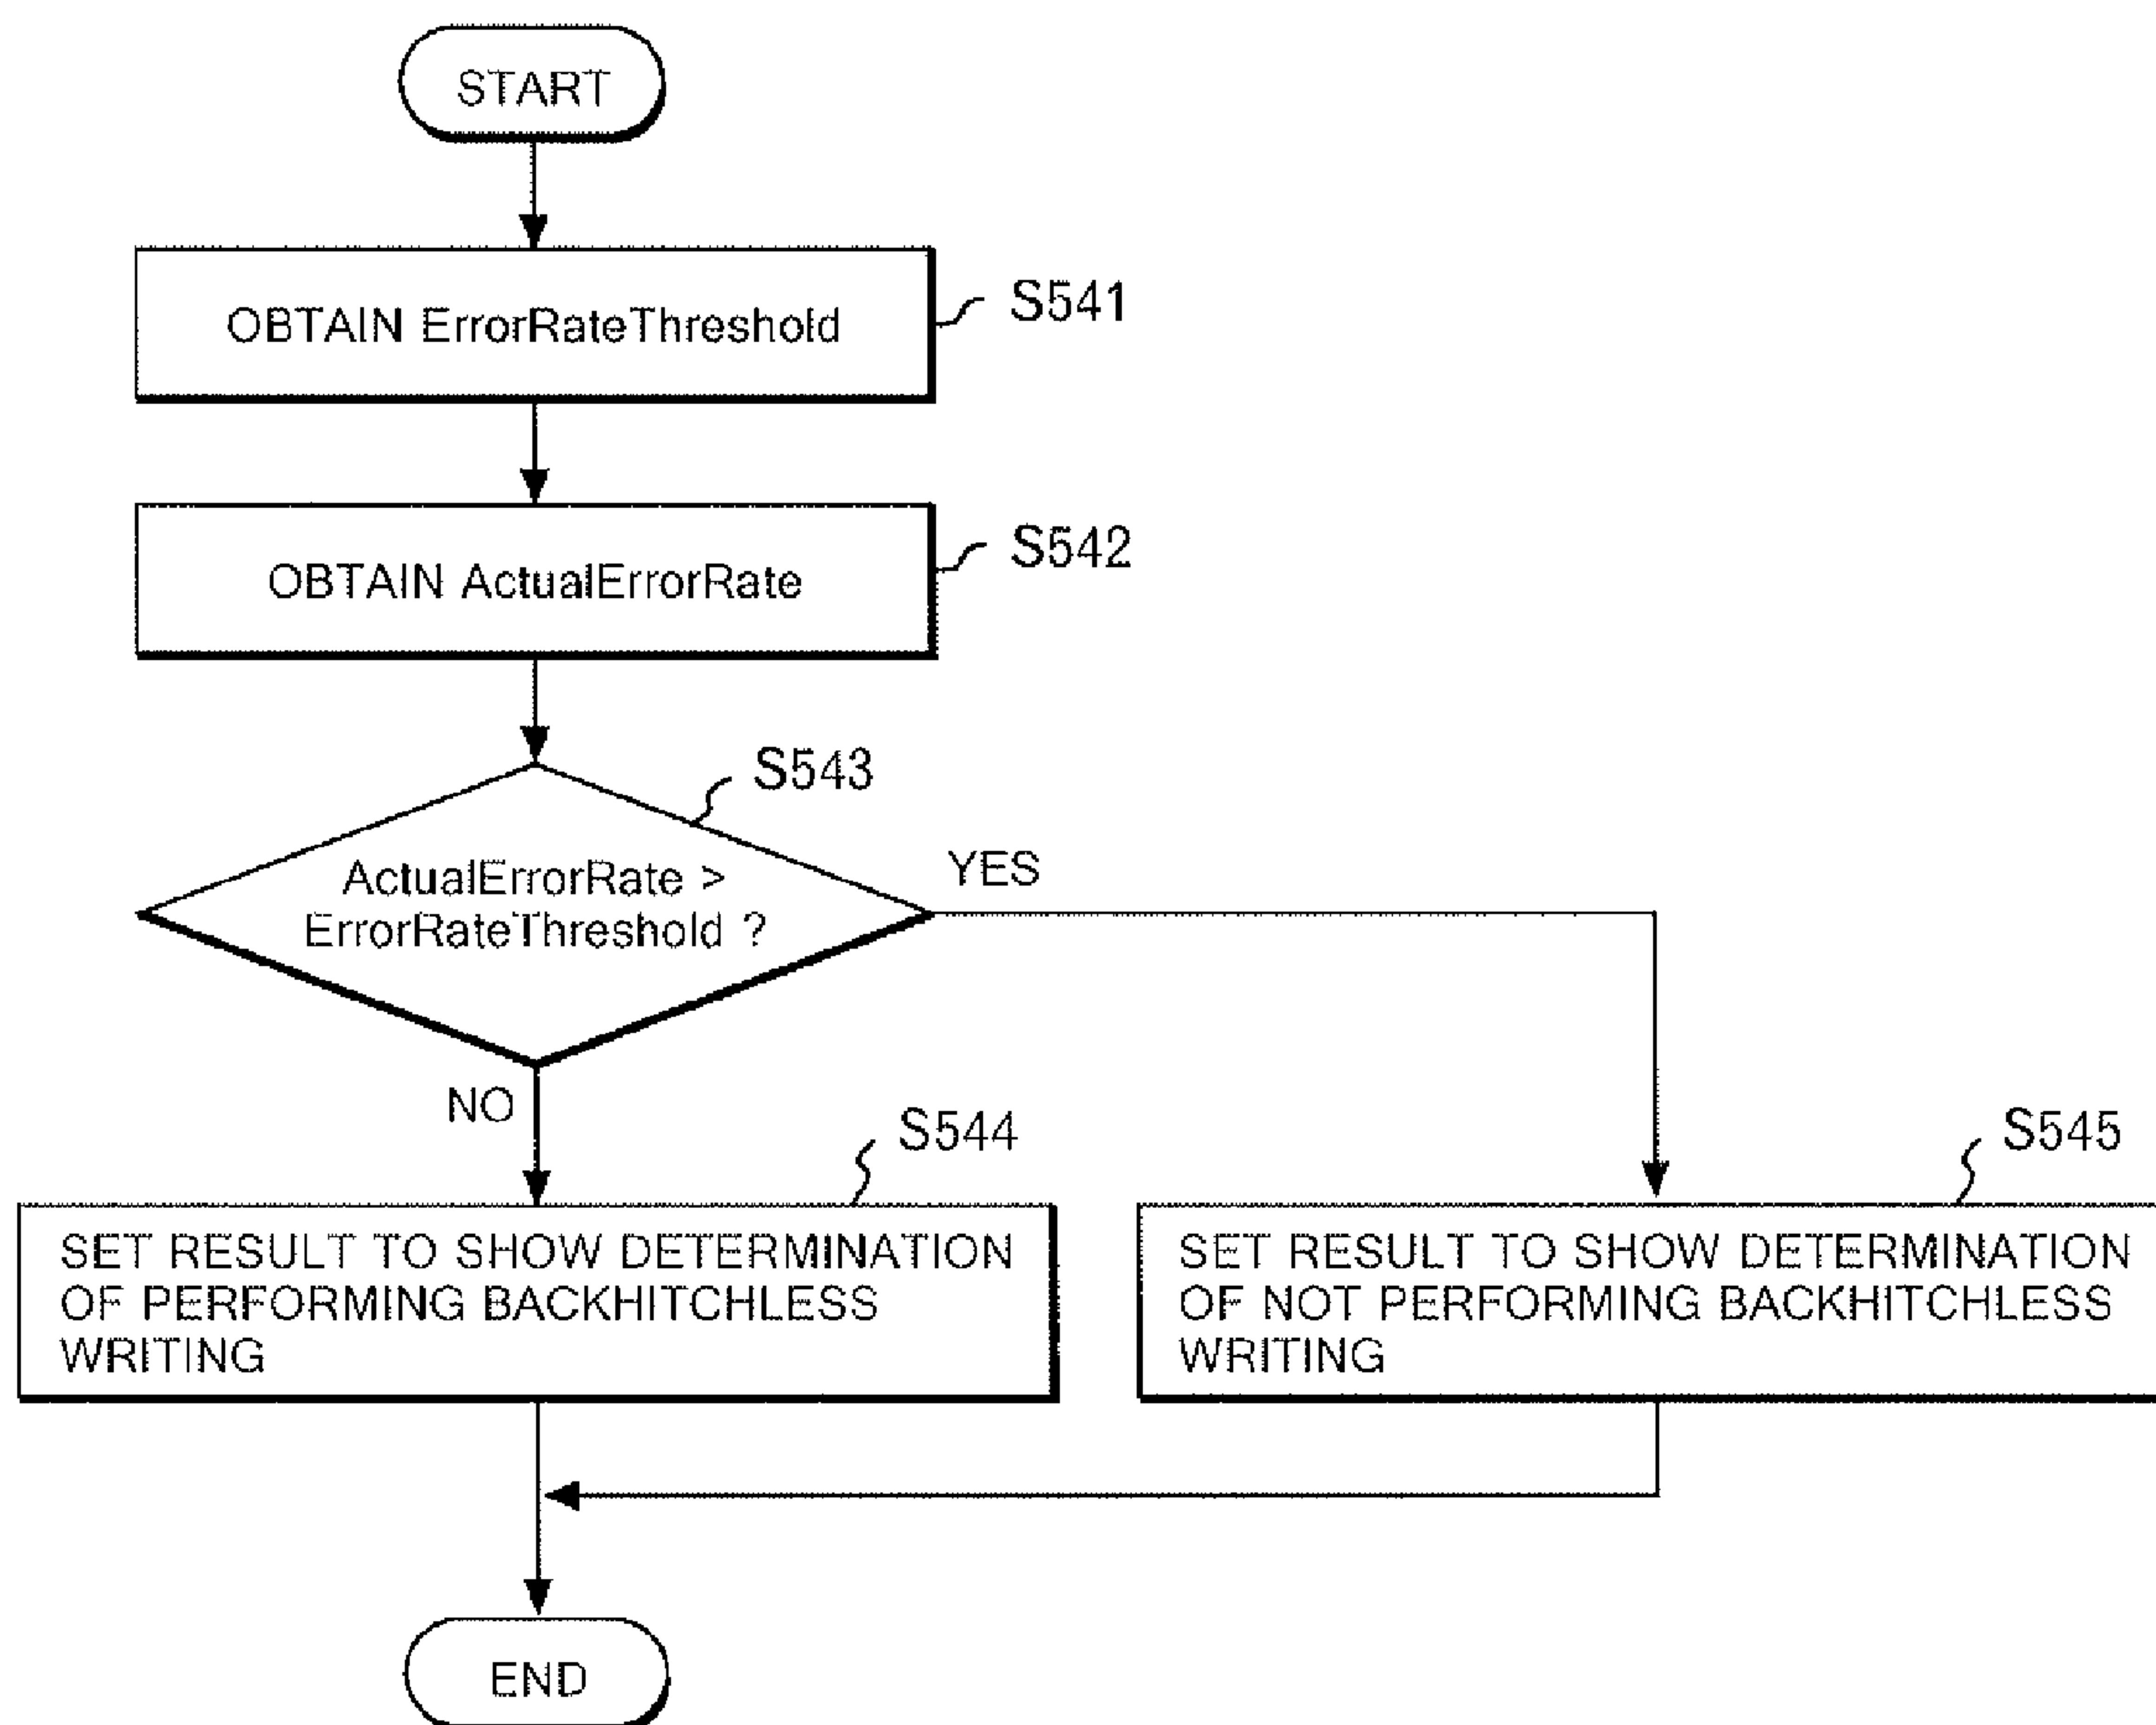 START
OBTAIN ErrorRateThreshold
S541
OBTAIN ActualErrorRate
S542
S543
ActualErrorRate >
ErrorRateThreshold ?
YES
NO
S544
SET RESULT TO SHOW DETERMINATION
OF PERFORMING BACKHITCHLESS
WRITING
S545
SET RESULT TO SHOW DETERMINATION
OF NOT PERFORMING BACKHITCHLESS
WRITING
END